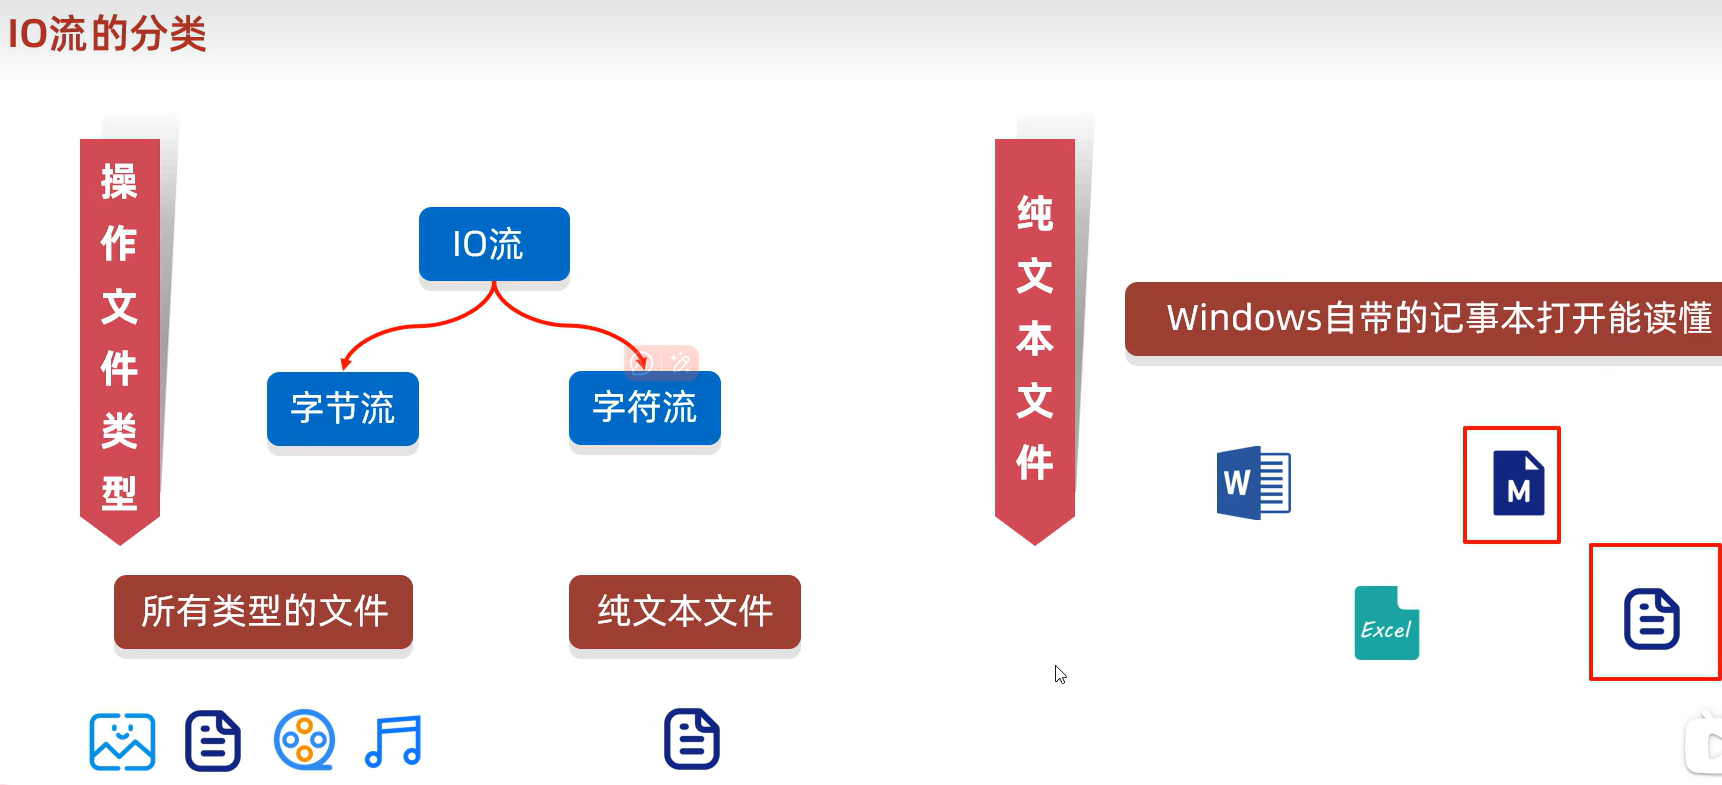 IO流的分类
操作文件类型
IO流
字节流
字符流
所有类型的文件
纯文本文件
纯文本文件
Windows自带的记事本打开能读懂
W
M
Excel